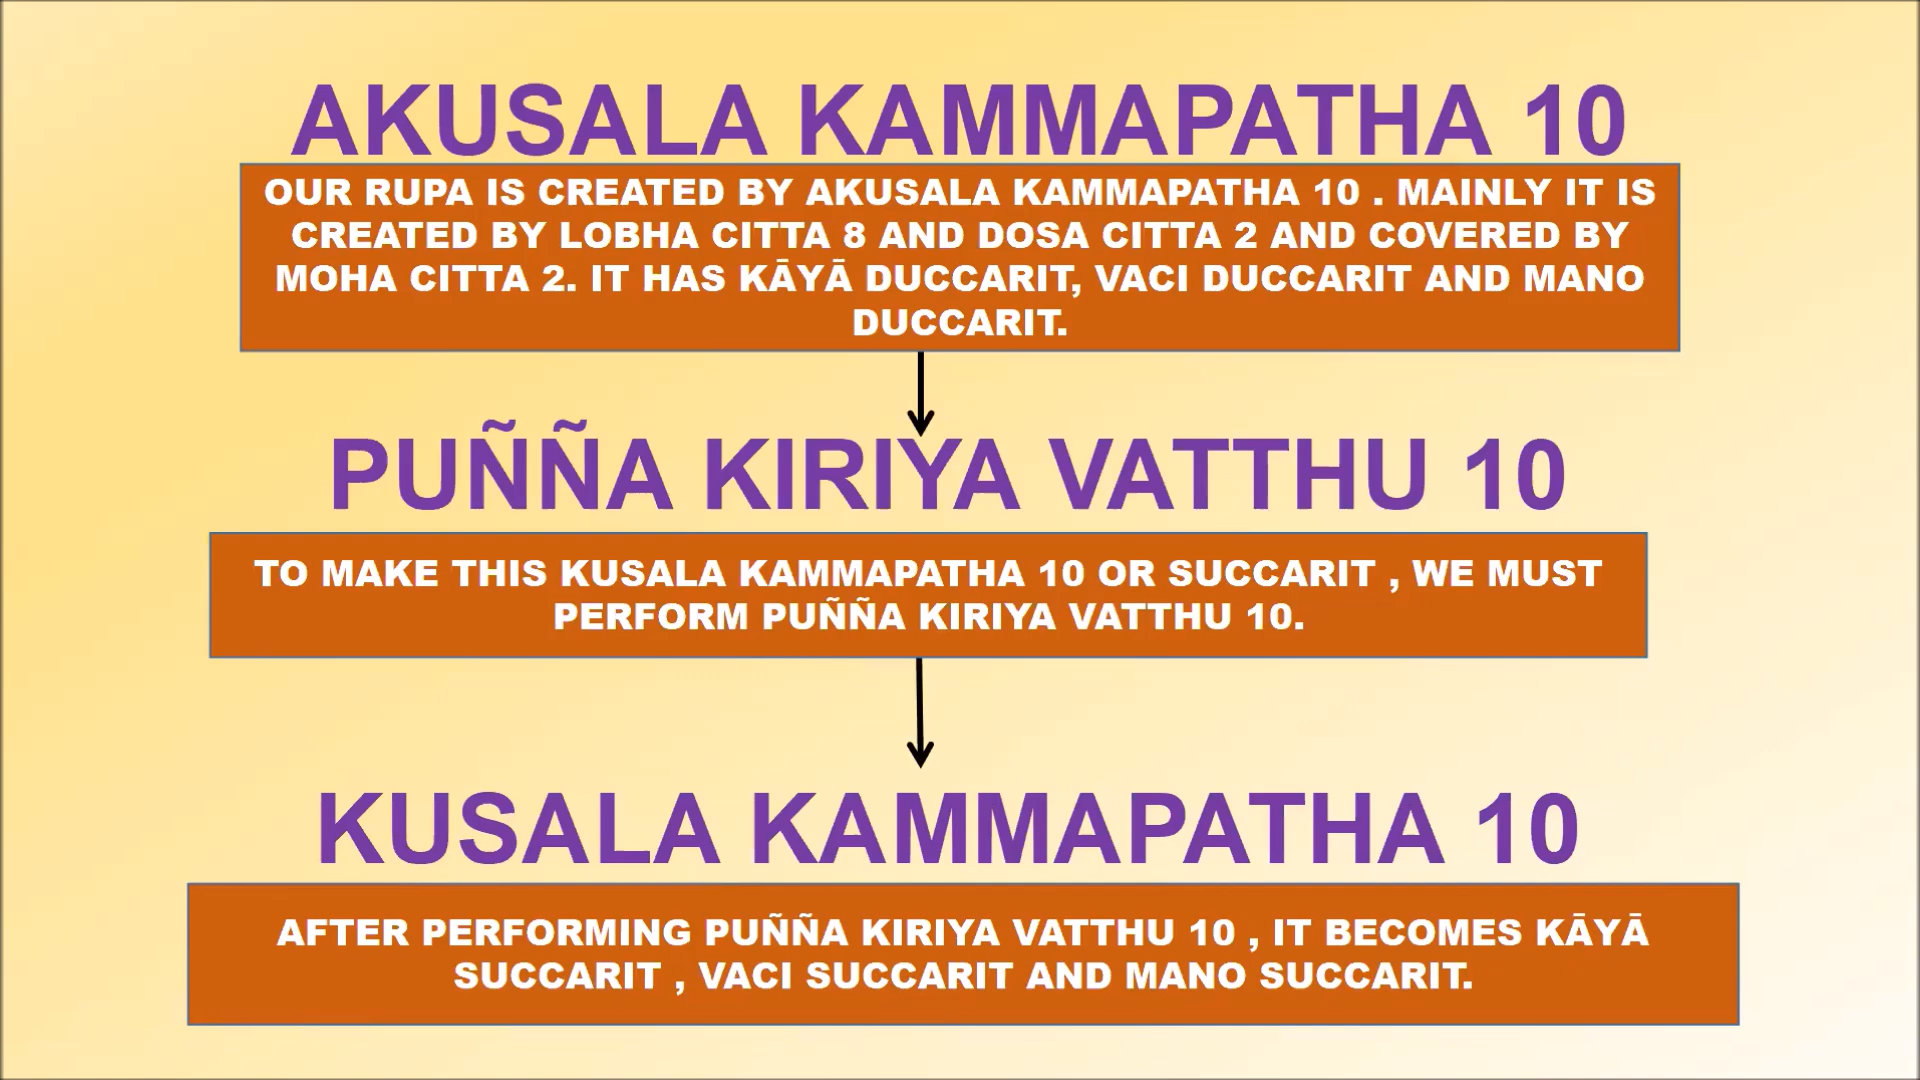 AKUSALA KAMMAPATHA 10
OUR RUPA IS CREATED BY AKUSALA KAMMAPATHA 10 . MAINLY IT IS
CREATED BY LOBHA CITTA 8 AND DOSA CITTA 2 AND COVERED BY
MOHA CITTA 2. IT HAS KĀYĀ DUCCARIT, VACI DUCCARIT AND MANO
DUCCARIT.
PUÑÑA KIRIYA VATTHU 10
TO MAKE THIS KUSALA KAMMAPATHA 10 OR SUCCARIT , WE MUST
PERFORM PUÑÑA KIRIYA VATTHU 10.
KUSALA KAMMAPATHA 10
AFTER PERFORMING PUÑÑA KIRIYA VATTHU 10 , IT BECOMES KĀYĀ
SUCCARIT , VACI SUCCARIT AND MANO SUCCARIT.